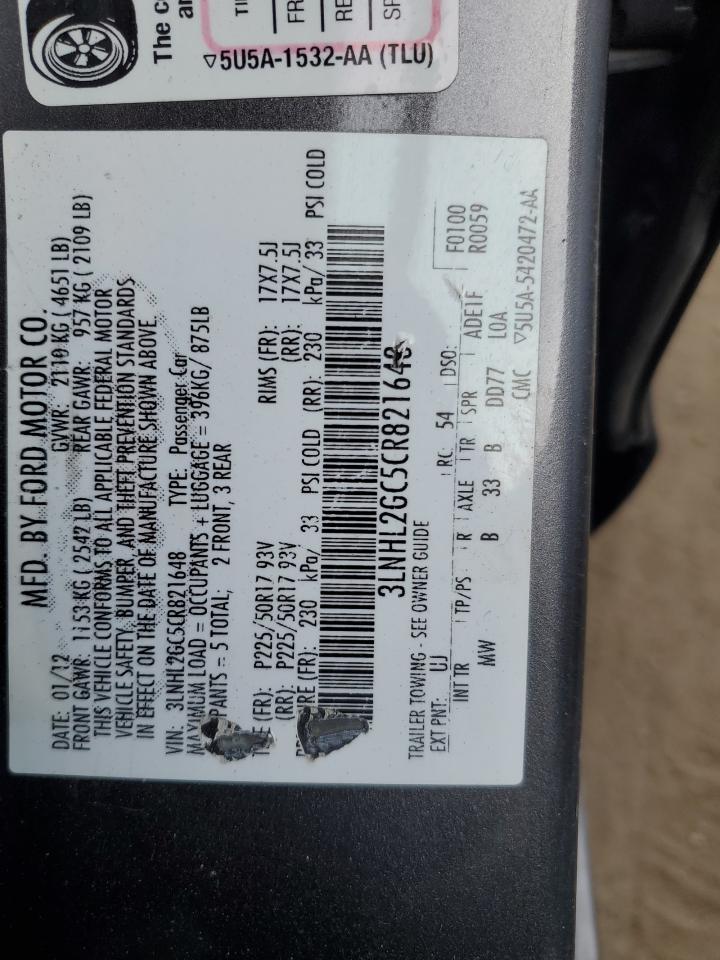 The c
an
TI
FR
RE
SP
▽5U5A-1532-AA (TLU)
MFD. BY FORD MOTOR CO.
DATE: 01/12 GVWR: 2110 KG ( 4651 LB)
FRONT GAWR: 1153 KG ( 2542 LB) REAR GAWR: 957 KG ( 2109 LB)
THIS VEHICLE CONFORMS TO ALL APPLICABLE FEDERAL MOTOR
VEHICLE SAFETY, BUMPER, AND THEFT PREVENTION STANDARDS
IN EFFECT ON THE DATE OF MANUFACTURE SHOWN ABOVE
VIN: 3LNHL2GC5CR821648 TYPE: Passenger Car
MAXIMUM LOAD = OCCUPANTS + LUGGAGE = 396KG/ 875LB
PANTS = 5 TOTAL; 2 FRONT, 3 REAR
(FR): P225/50R17 93V RIMS (FR): 17X7.5J
(RR): P225/50R17 93V (RR): 17X7.5J
RE (FR): 230 kPa/ 33 PSI COLD (RR): 230 kPa/ 33 PSI COLD
3LNHL2GC5CR821648
TRAILER TOWING - SEE OWNER GUIDE
EXT PNT: UJ RC: 54 DSO: F0100
R0059
INT TR TP/PS R AXLE TR SPR ADE1F
MW B 33 B DD77 L0A
CMC ▽5U5A-5420472-AA